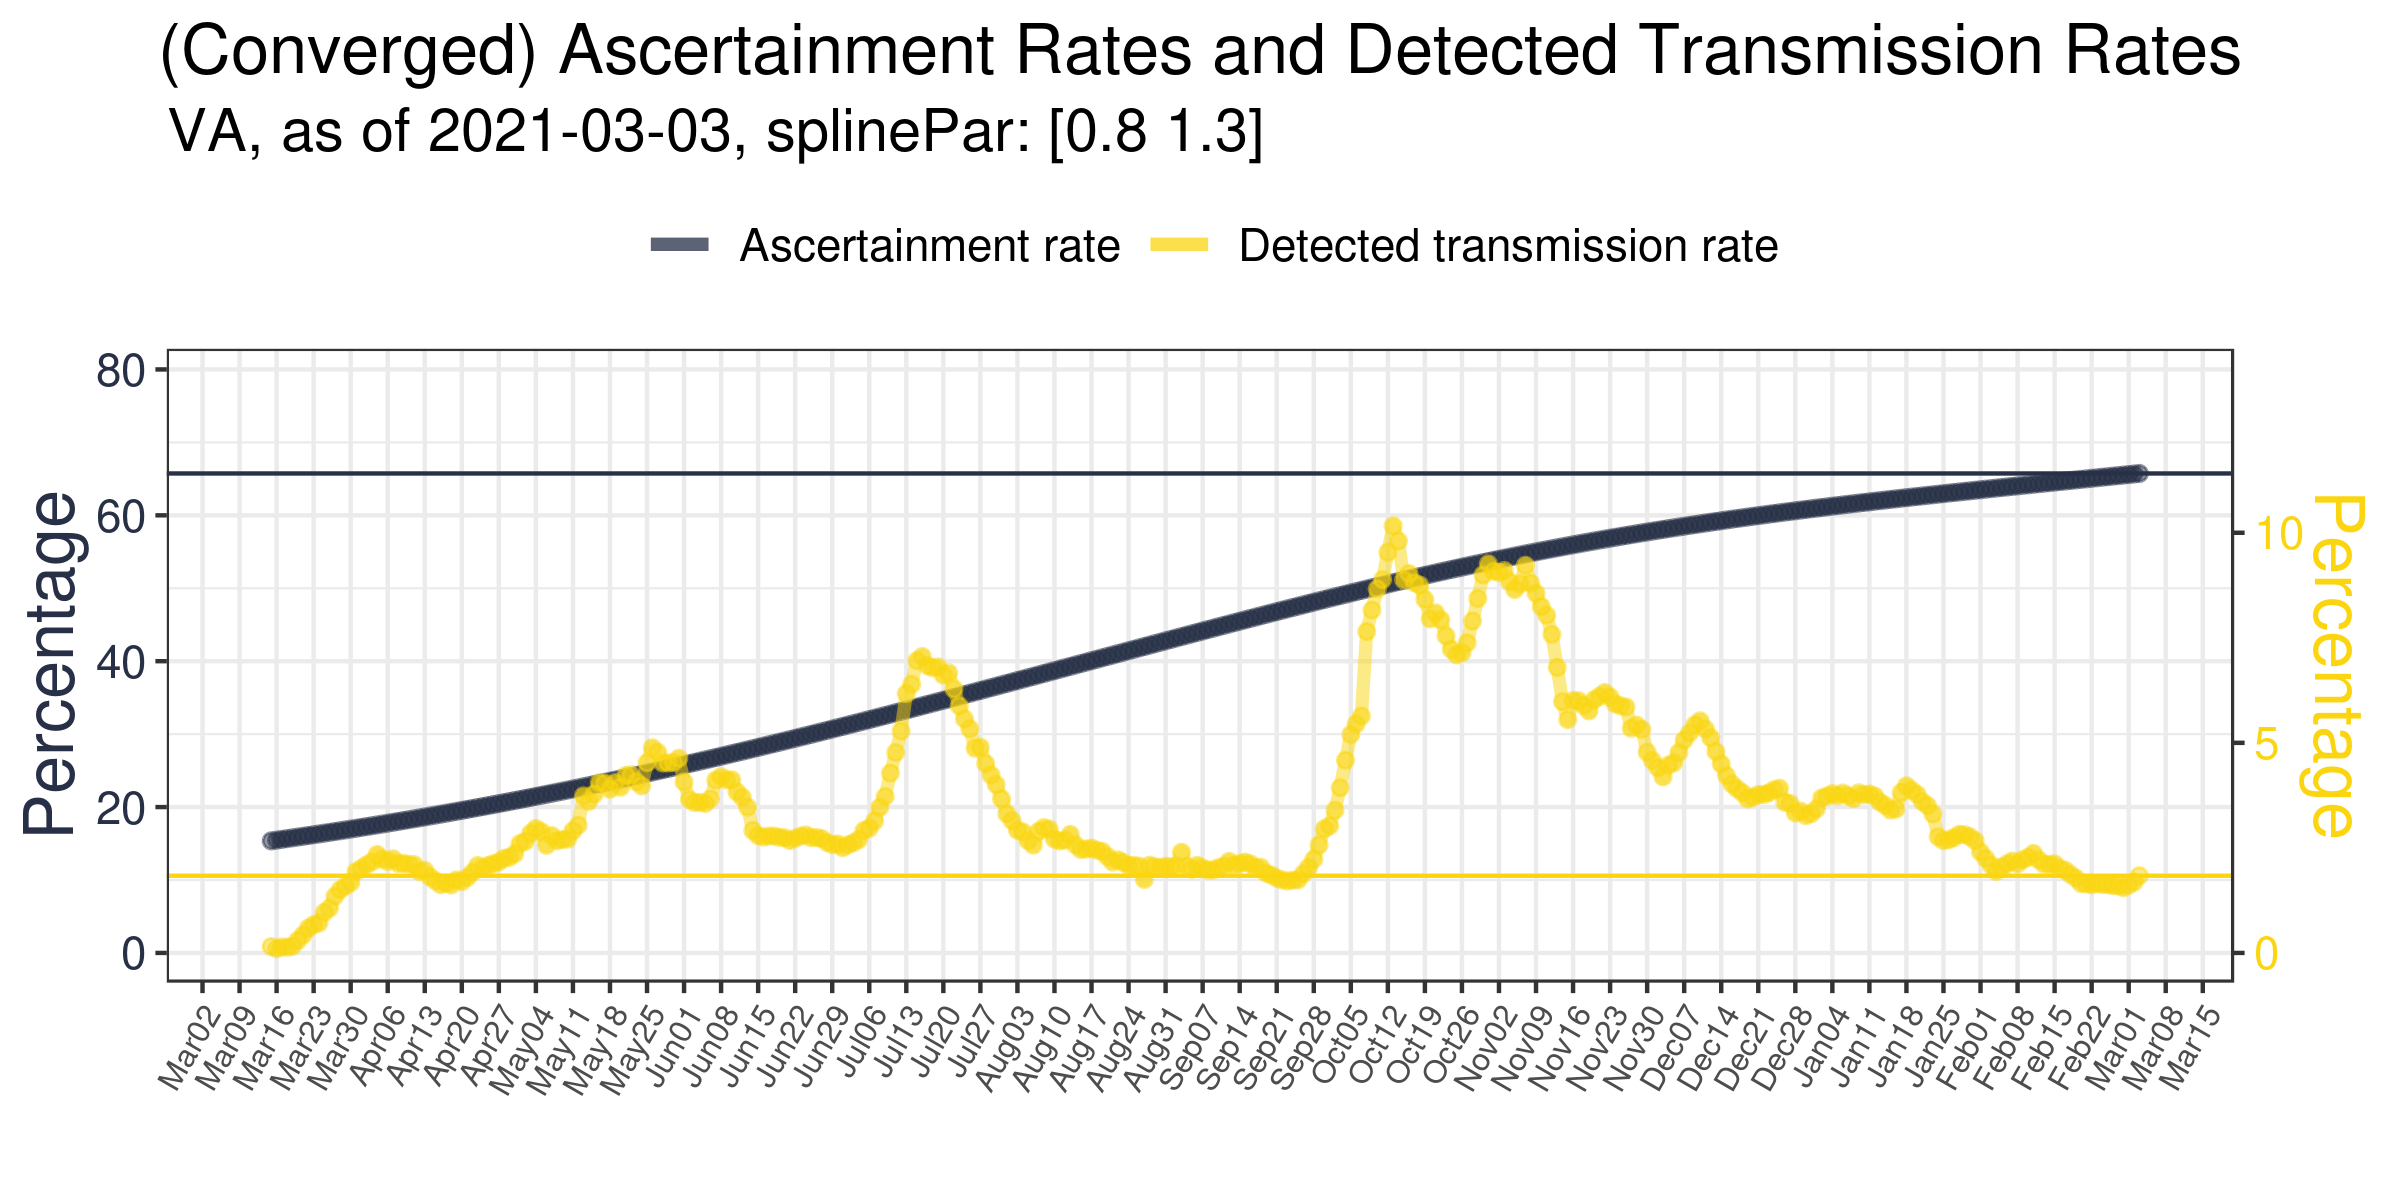 (Converged) Ascertainment Rates and Detected Transmission Rates
VA, as of 2021-03-03, splinePar: [0.8 1.3]
Ascertainment rate Detected transmission rate
Percentage
80
60
40
20
0
10
5
0
Percentage
Mar02 Mar09 Mar16 Mar23 Mar30 Apr06 Apr13 Apr20 Apr27 May04 May11 May18 May25 Jun01 Jun08 Jun15 Jun22 Jun29 Jul06 Jul13 Jul20 Jul27 Aug03 Aug10 Aug17 Aug24 Aug31 Sep07 Sep14 Sep21 Sep28 Oct05 Oct12 Oct19 Oct26 Nov02 Nov09 Nov16 Nov23 Nov30 Dec07 Dec14 Dec21 Dec28 Jan04 Jan11 Jan18 Jan25 Feb01 Feb08 Feb15 Feb22 Mar01 Mar08 Mar15